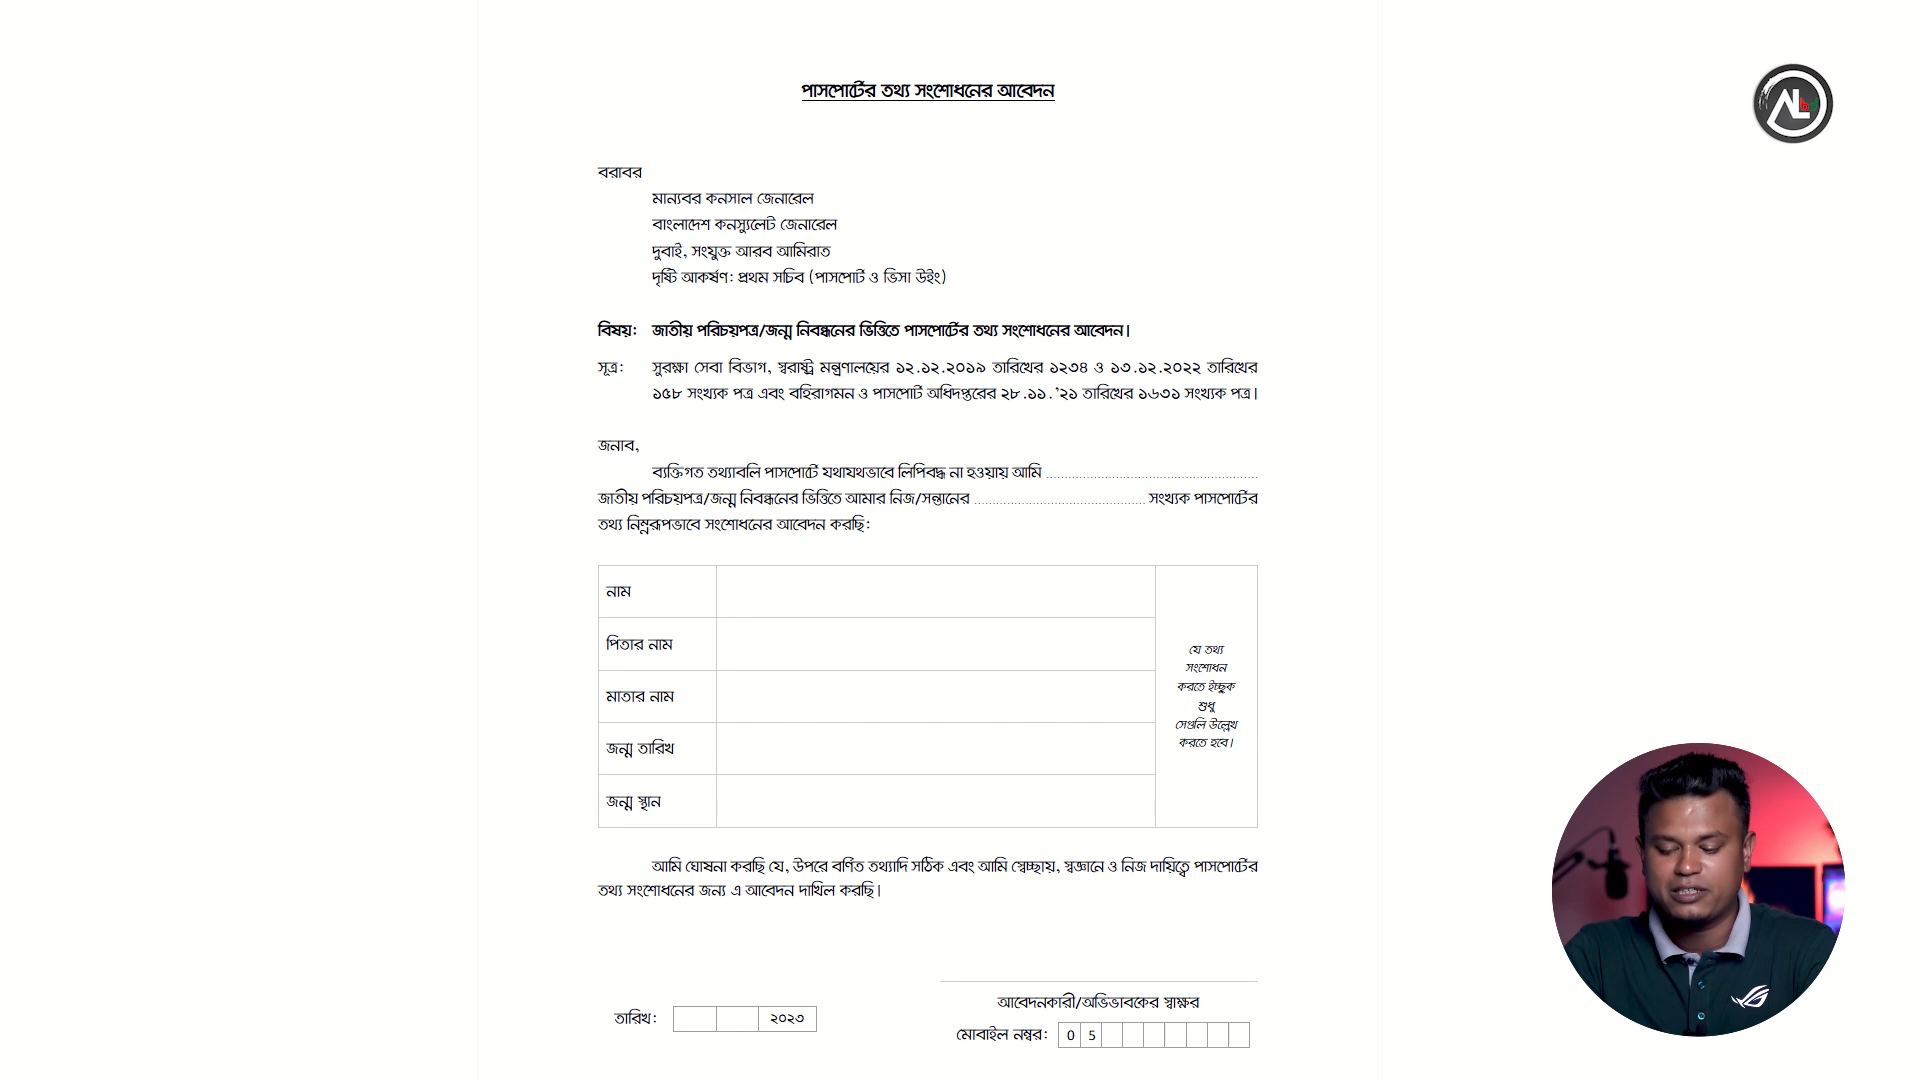 পাসপোর্টের তথ্য সংশোধনের আবেদন
বরাবর
মান্যবর কনসাল জেনারেল
বাংলাদেশ কনস্যুলেট জেনারেল
দুবাই, সংযুক্ত আরব আমিরাত
দৃষ্টি আকর্ষণ: প্রথম সচিব (পাসপোর্ট ও ভিসা উইং)
বিষয়: জাতীয় পরিচয়পত্র/জন্ম নিবন্ধনের ভিত্তিতে পাসপোর্টের তথ্য সংশোধনের আবেদন।
সূত্র: সুরক্ষা সেবা বিভাগ, স্বরাষ্ট্র মন্ত্রণালয়ের ১২.১২.২০১৯ তারিখের ১২৩৪ ও ১৩.১২.২০২২ তারিখের
১৫৮ সংখ্যক পত্র এবং বহিরাগমন ও পাসপোর্ট অধিদপ্তরের ২৮.১১.'২১ তারিখের ১৬৩১ সংখ্যক পত্র।
জনাব,
ব্যক্তিগত তথ্যাবলি পাসপোর্টে যথাযথভাবে লিপিবদ্ধ না হওয়ায় আমি ....................................................
জাতীয় পরিচয়পত্র/জন্ম নিবন্ধনের ভিত্তিতে আমার নিজ/সন্তানের .......................................... সংখ্যক পাসপোর্টের
তথ্য নিম্নরূপভাবে সংশোধনের আবেদন করছি:
নাম
পিতার নাম
মাতার নাম
জন্ম তারিখ
জন্ম স্থান
যে তথ্য
সংশোধন
করতে ইচ্ছুক
শুধু
সেগুলি উল্লেখ
করতে হবে।
আমি ঘোষনা করছি যে, উপরে বর্ণিত তথ্যাদি সঠিক এবং আমি স্বেচ্ছায়, স্বজ্ঞানে ও নিজ দায়িত্বে পাসপোর্টের
তথ্য সংশোধনের জন্য এ আবেদন দাখিল করছি।
আবেদনকারী/অভিভাবকের স্বাক্ষর
তারিখ: ২০২৩
মোবাইল নম্বর: 0 5